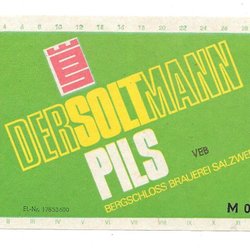 DER SOLTMANN
PILS
VEB
BERGSCHLOSS BRAUEREI SALZWE
M 0